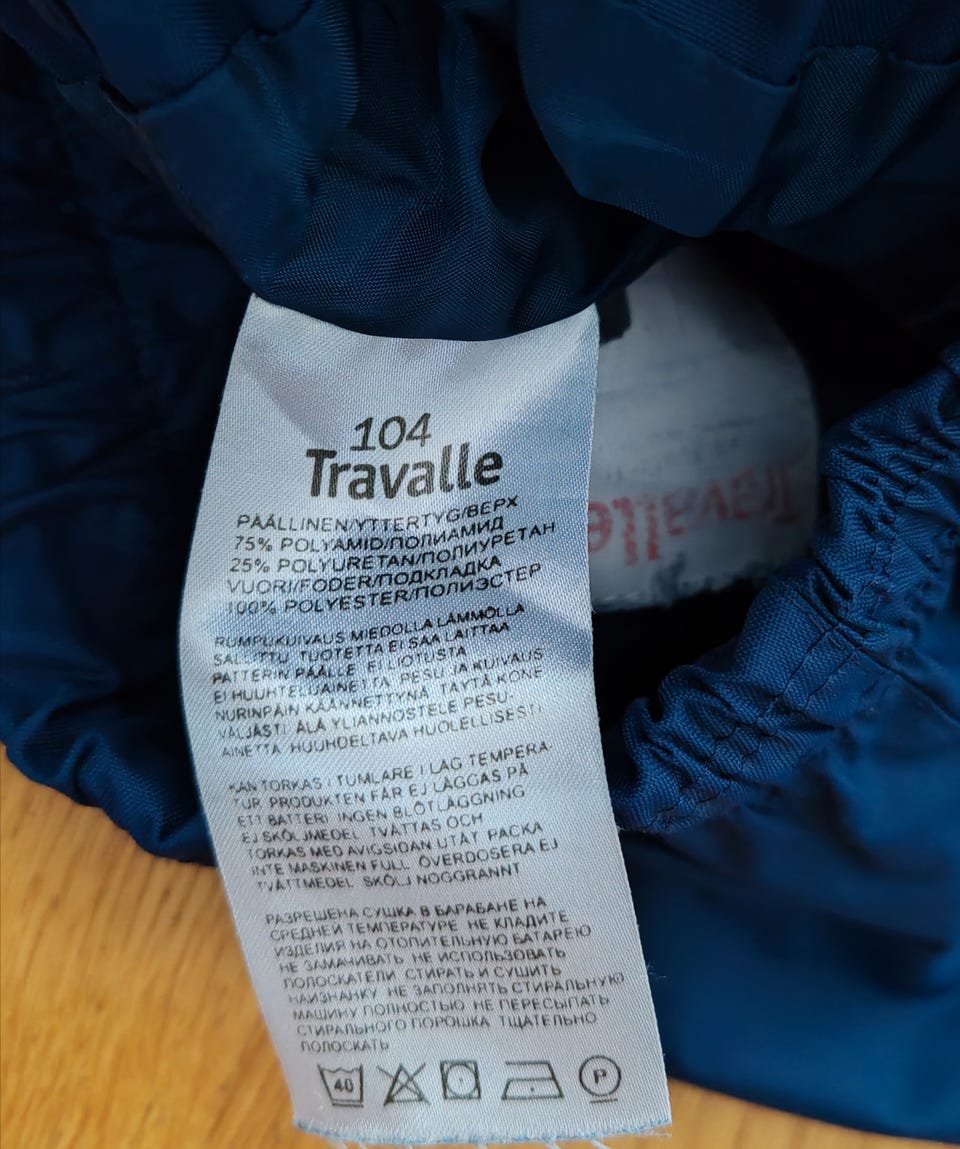 104
Travalle
PÄÄLLINEN/YTTERTYG/ВЕРХ
75% POLYAMID/ПОЛИАМИД
25% POLYURETAN/ПОЛИУРЕТАН
VUORI/FODER/ПОДКЛАДКА
100% POLYESTER/ПОЛИЭСТЕР
RUMPUKUIVAUS MIEDOLLA LÄMMÖLLÄ
SALLITTU. TUOTETTA EI SAA LAITTAA
PATTERIN PÄÄLLE. EI LIOTUSTA
EI HUUHTELUAINETTA. PESU JA KUIVAUS
NURINPÄIN KÄÄNNETTYNÄ. TÄYTÄ KONE
VÄLJÄSTI. ÄLÄ YLIANNOSTELE PESU-
AINETTA. HUUHDELTAVA HUOLELLISESTI.
KAN TORKAS I TUMLARE I LÅG TEMPERA-
TUR. PRODUKTEN FÅR EJ LÄGGAS PÅ
ETT BATTERI. INGEN BLÖTLÄGGNING
EJ SKÖLJMEDEL. TVÄTTAS OCH
TORKAS MED AVIGSIDAN UTÅT. PACKA
INTE MASKINEN FULL. ÖVERDOSERA EJ
TVÄTTMEDEL. SKÖLJ NOGGRANNT
РАЗРЕШЕНА СУШКА В БАРАБАНЕ НА
СРЕДНЕЙ ТЕМПЕРАТУРЕ. НЕ КЛАДИТЕ
ИЗДЕЛИЯ НА ОТОПИТЕЛЬНУЮ БАТАРЕЮ
НЕ ЗАМАЧИВАТЬ. НЕ ИСПОЛЬЗОВАТЬ
ПОЛОСКАТЕЛИ. СТИРАТЬ И СУШИТЬ
НАИЗНАНКУ. НЕ ЗАПОЛНЯТЬ СТИРАЛЬНУЮ
МАШИНУ ПОЛНОСТЬЮ. НЕ ПЕРЕСЫПАТЬ
СТИРАЛЬНОГО ПОРОШКА. ТЩАТЕЛЬНО
ПОЛОСКАТЬ
40 P
Travalle